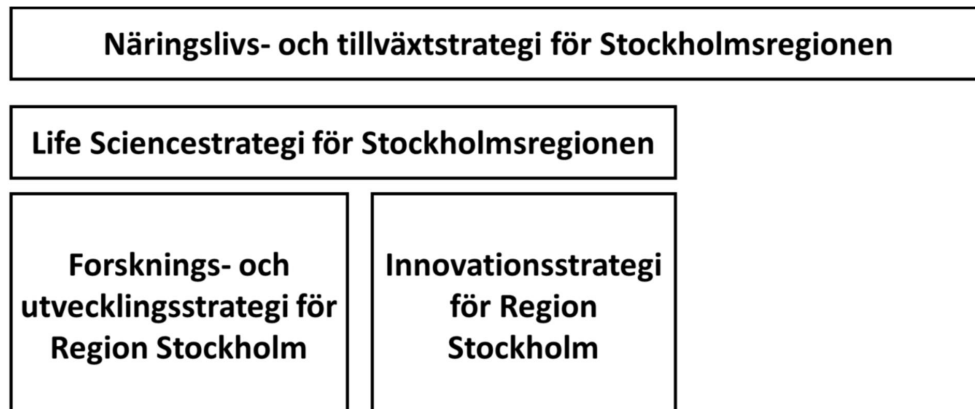 Näringslivs- och tillväxtstrategi för Stockholmsregionen
Life Sciencestrategi för Stockholmsregionen
Forsknings- och
utvecklingsstrategi för
Region Stockholm
Innovationsstrategi
för Region
Stockholm